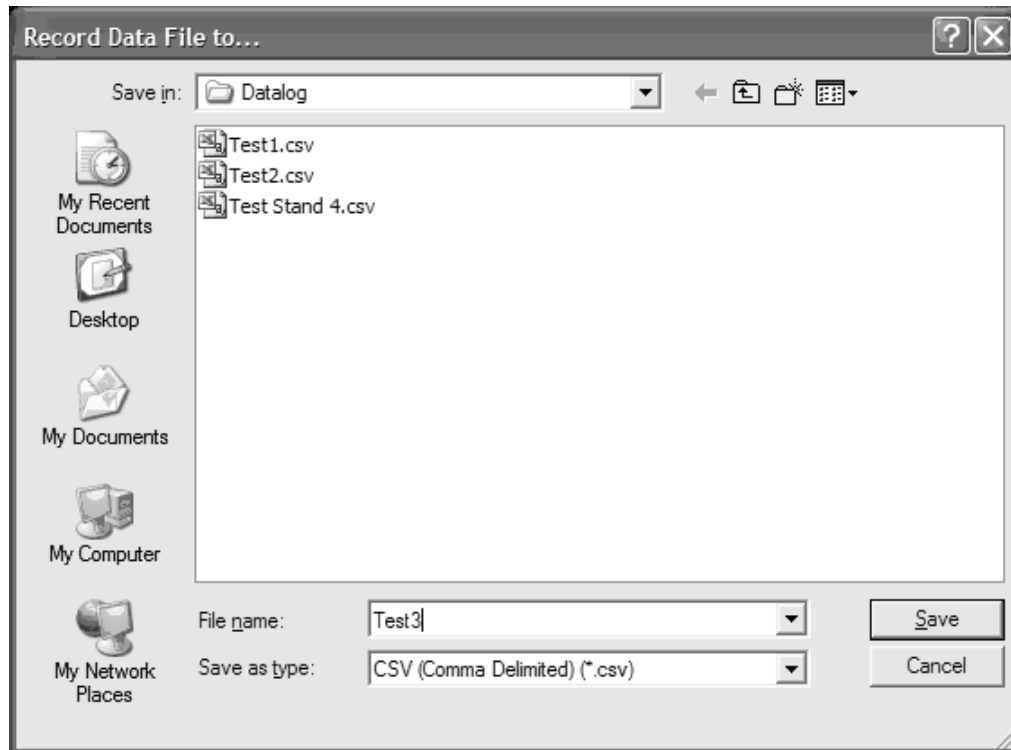 Record Data File to...
Save in: Datalog
Test1.csv
Test2.csv
Test Stand 4.csv
My Recent
Documents
Desktop
My Documents
My Computer
My Network
Places
File name: Test3
Save
Save as type: CSV (Comma Delimited) (*.csv)
Cancel